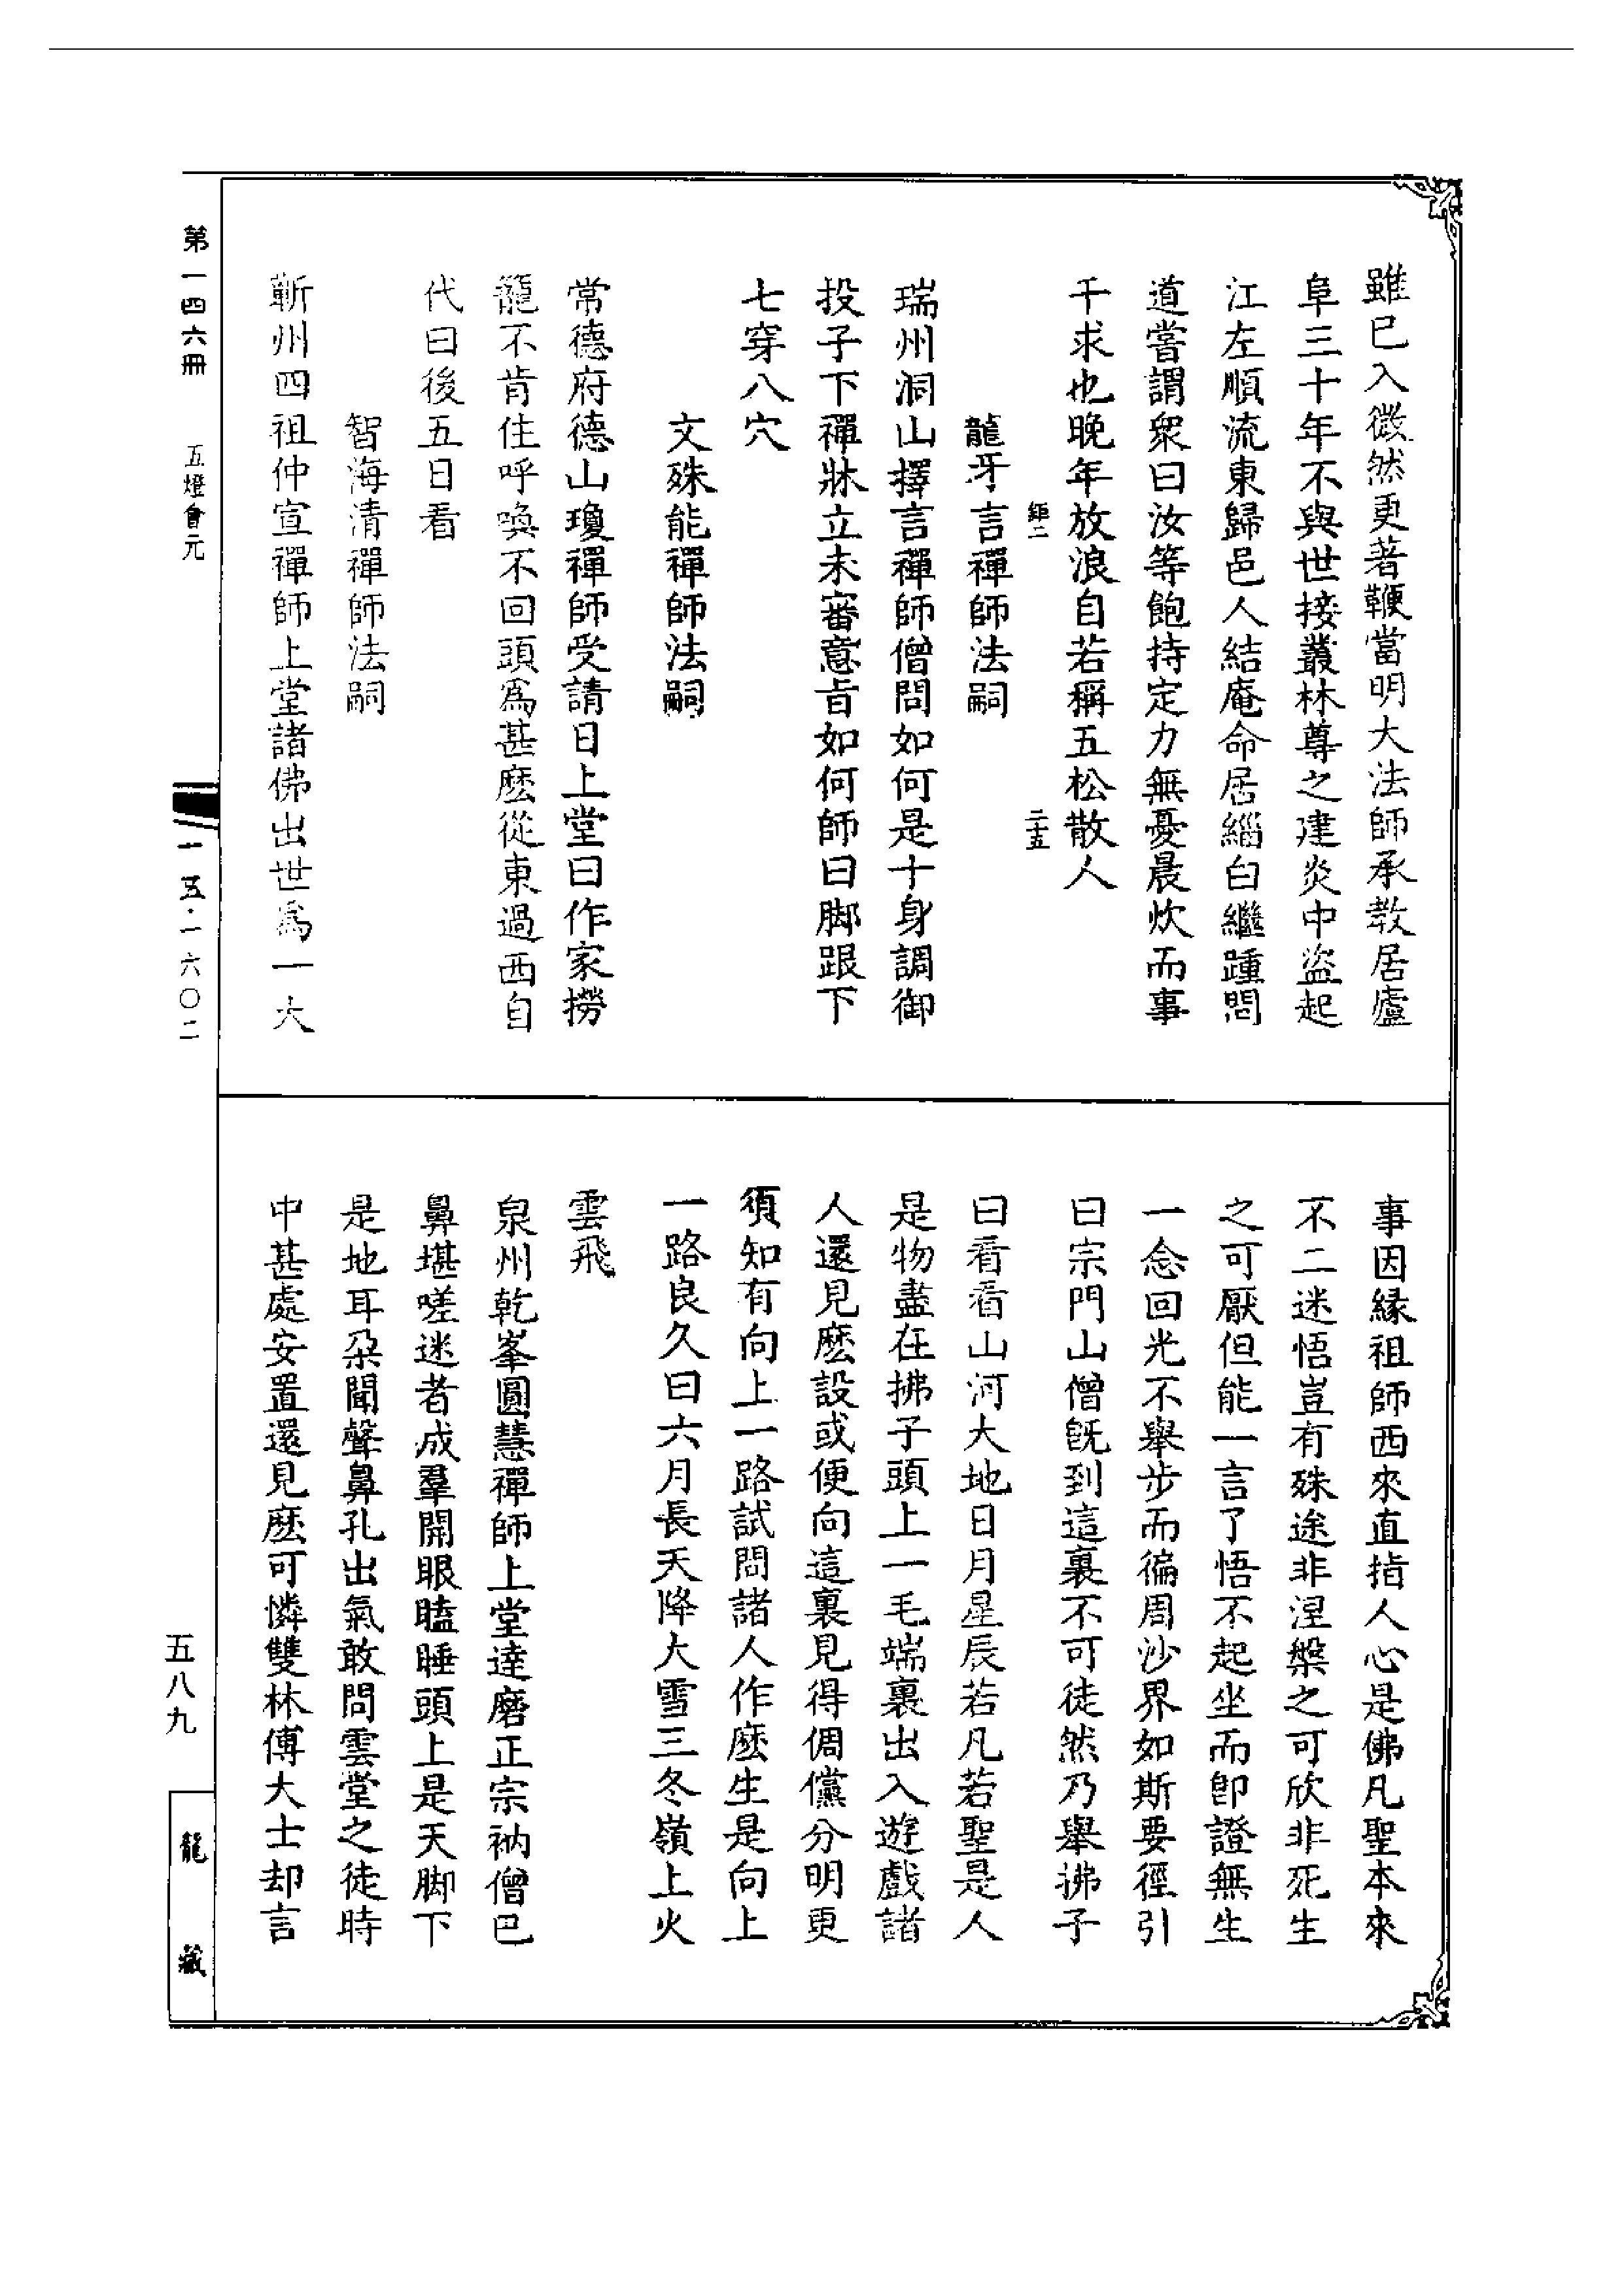 雖已入微然更著鞭當明大法師承教居廬
阜三十年不與世接叢林尊之建炎中盜起
江左順流東歸邑人結庵命居緇白繼踵問
道嘗謂眾曰汝等飽持定力無憂晨炊而事
干求也晚年放浪自若稱五松散人
鉅二
二十五
龍牙言禪師法嗣
瑞州洞山擇言禪師僧問如何是十身調御
投子下禪牀立未審意旨如何師曰脚跟下
七穿八穴
文殊能禪師法嗣
常德府德山瓊禪師受請日上堂曰作家撈
籠不肯住呼喚不回頭為甚麽從東過西自
代曰後五日看
智海清禪師法嗣
蘄州四祖仲宣禪師上堂諸佛出世為一大
事因縁祖師西來直指人心是佛凡聖本來
不二迷悟豈有殊途非涅槃之可欣非死生
之可厭但能一言了悟不起坐而即證無生
一念回光不舉步而徧周沙界如斯要徑引
曰宗門山僧旣到這裏不可徒然乃舉拂子
曰看看山河大地日月星辰若凡若聖是人
是物盡在拂子頭上一毛端裏出入遊戲諸
人還見麽設或便向這裏見得倜儻分明更
須知有向上一路試問諸人作麽生是向上
一路良久曰六月長天降大雪三冬嶺上火
雲飛
泉州乾峯圓慧禪師上堂達磨正宗衲僧巴
鼻堪嗟迷者成羣開眼瞌睡頭上是天脚下
是地耳朶聞聲鼻孔出氣敢問雲堂之徒時
中甚處安置還見麽可憐雙林傅大士却言
第一四六冊
五燈會元
一一五·一六〇二
五八九
龍藏